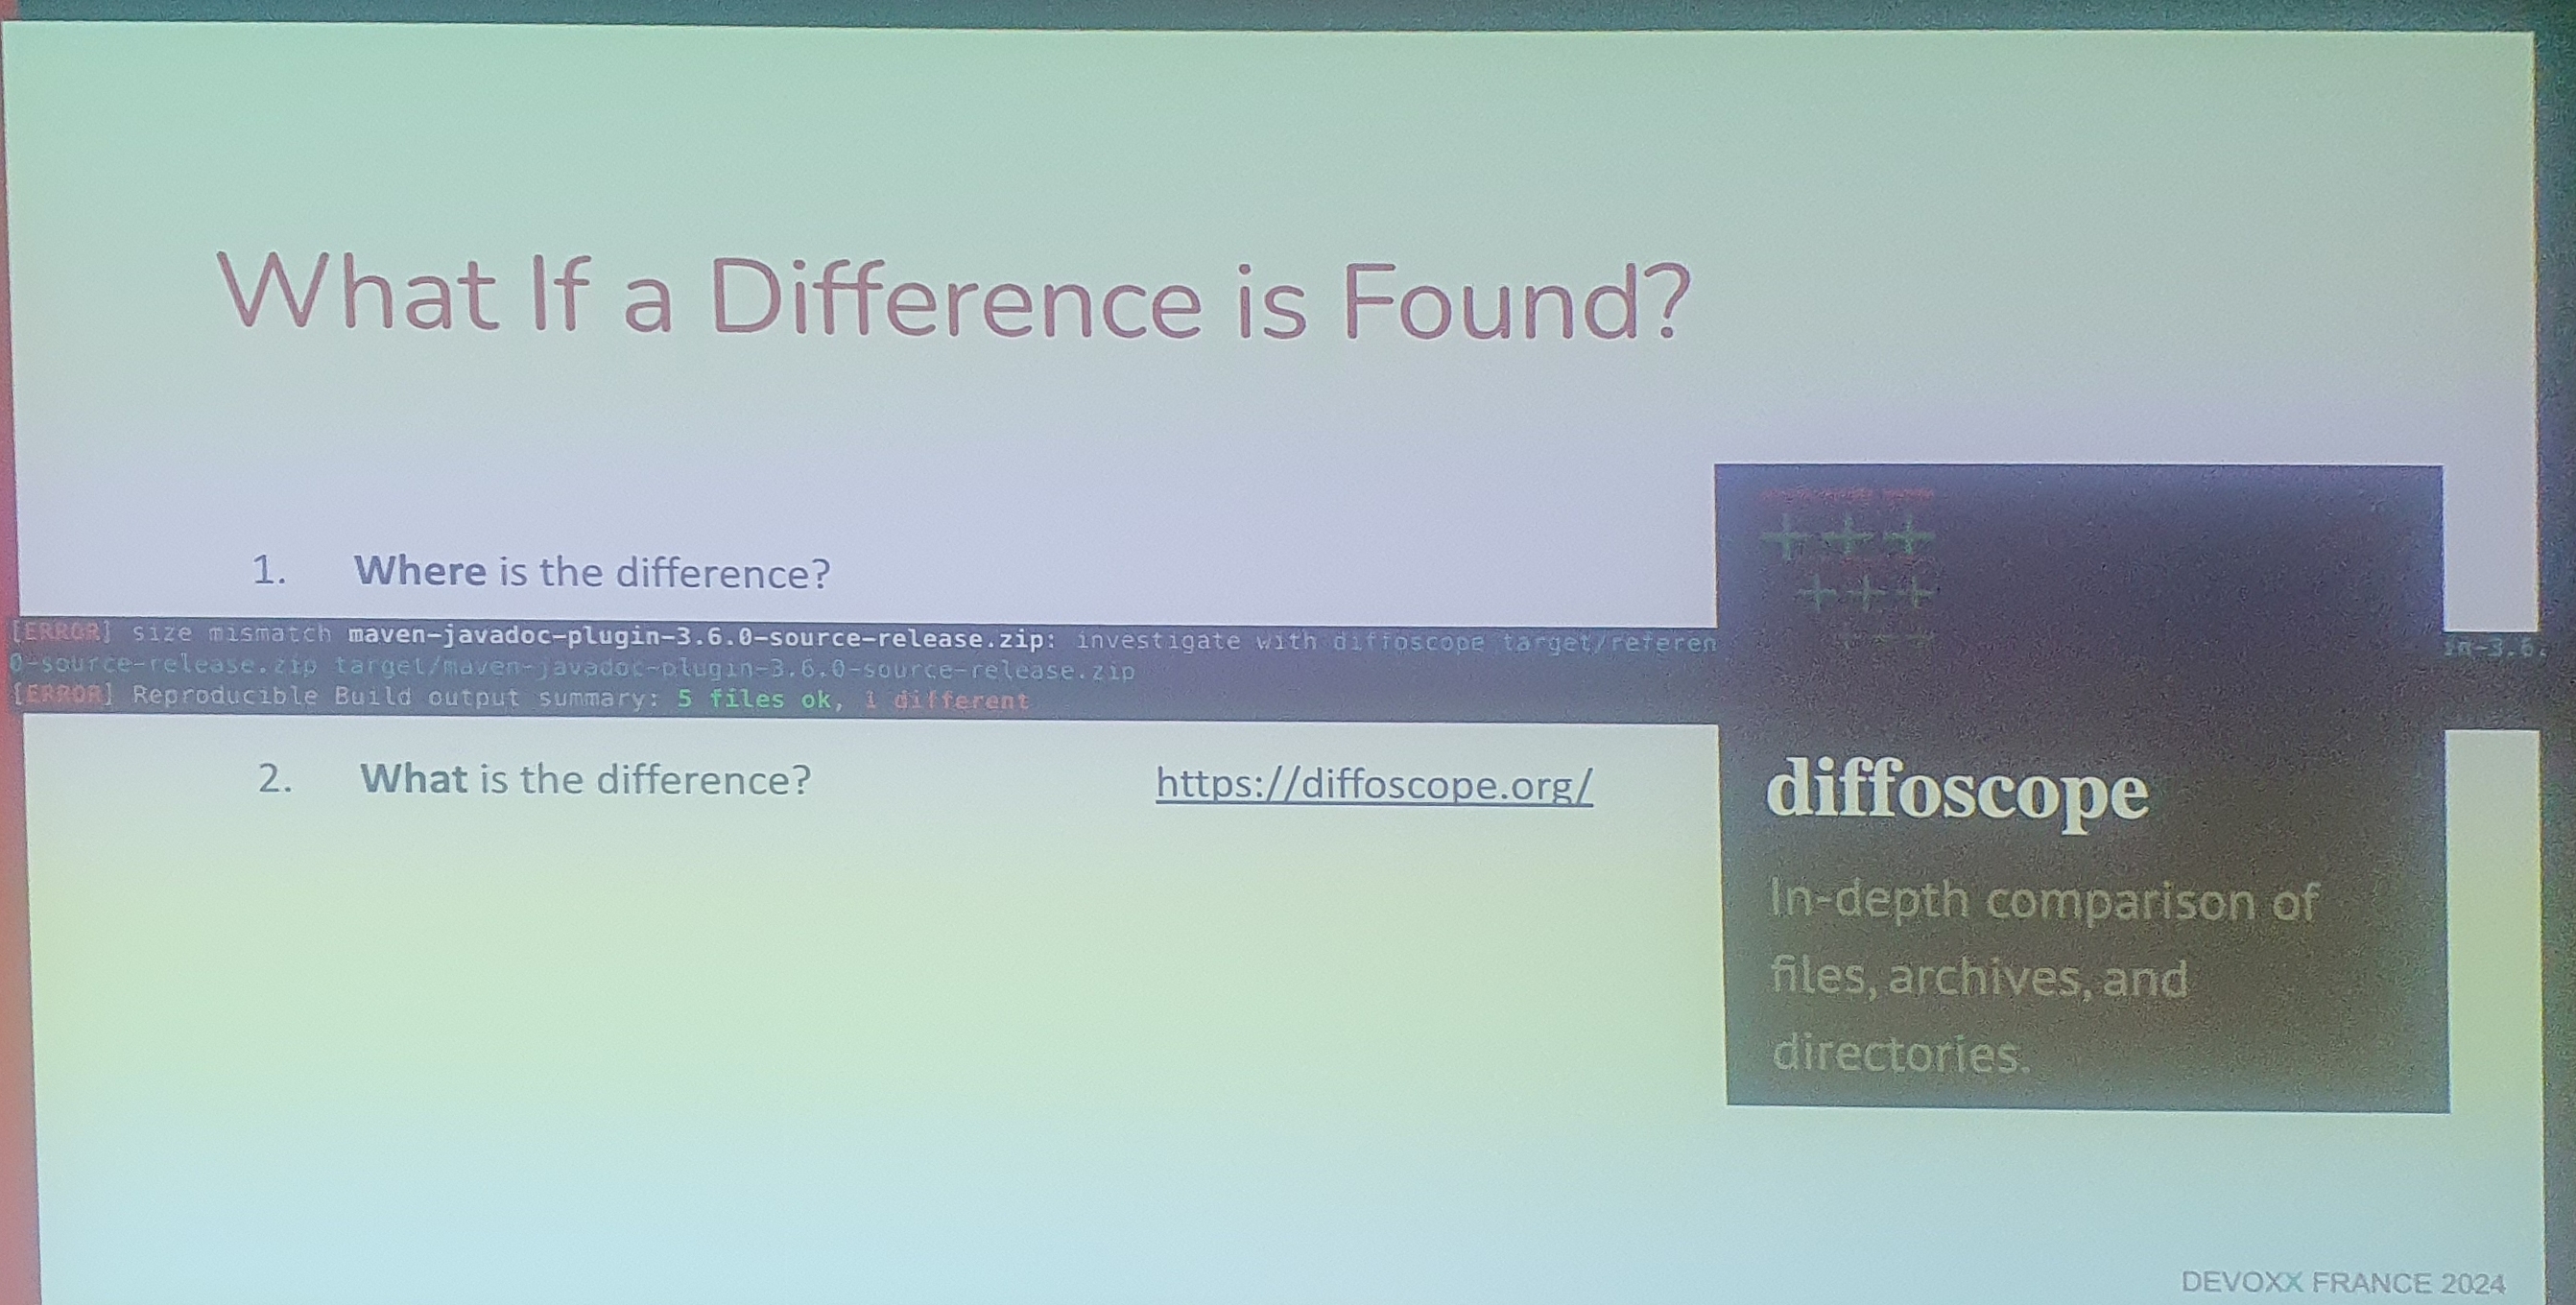 What If a Difference is Found?
1. Where is the difference?
[ERROR] size mismatch maven-javadoc-plugin-3.6.0-source-release.zip: investigate with diffoscope target/referen in-3.6.
0-source-release.zip target/maven-javadoc-plugin-3.6.0-source-release.zip
[ERROR] Reproducible Build output summary: 5 files ok, 1 different
2. What is the difference? https://diffoscope.org/
+++
+++
diffoscope
In-depth comparison of
files, archives, and
directories.
DEVOXX FRANCE 2024